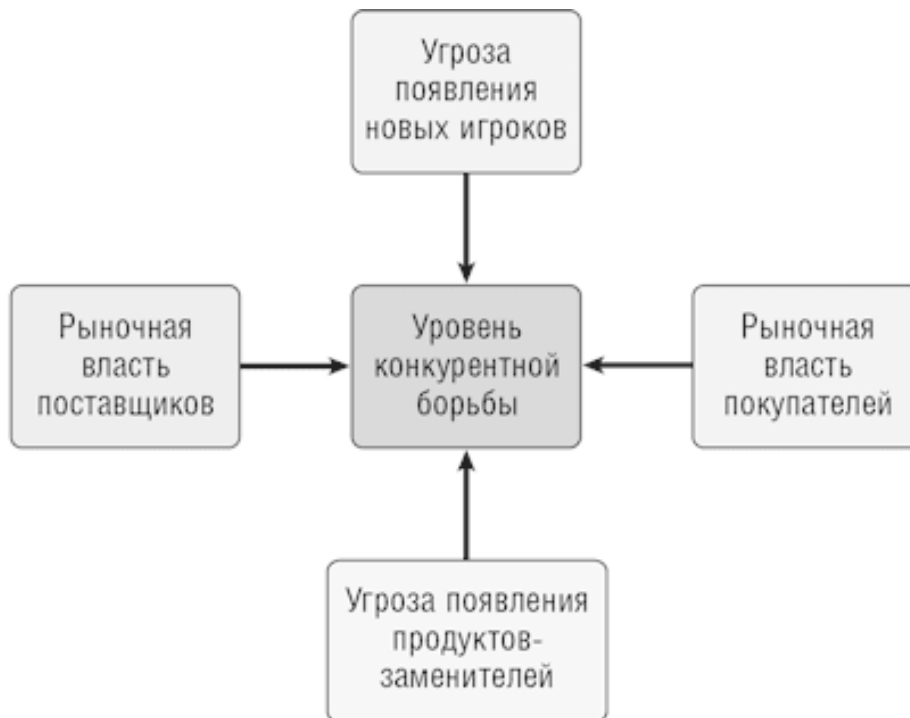 Угроза
появления
новых игроков
Рыночная
власть
поставщиков
Уровень
конкурентной
борьбы
Рыночная
власть
покупателей
Угроза появления
продуктов-
заменителей